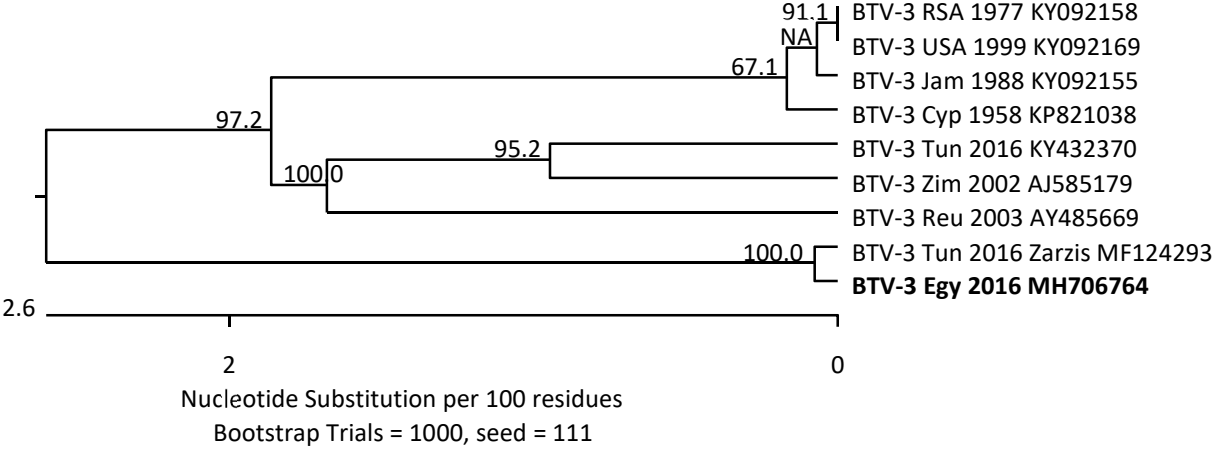 91.1 BTV-3 RSA 1977 KY092158
NA BTV-3 USA 1999 KY092169
67.1 BTV-3 Jam 1988 KY092155
BTV-3 Cyp 1958 KP821038
97.2
95.2 BTV-3 Tun 2016 KY432370
100.0 BTV-3 Zim 2002 AJ585179
BTV-3 Reu 2003 AY485669
100.0 BTV-3 Tun 2016 Zarzis MF124293
BTV-3 Egy 2016 MH706764
2.6
2 0
Nucleotide Substitution per 100 residues
Bootstrap Trials = 1000, seed = 111